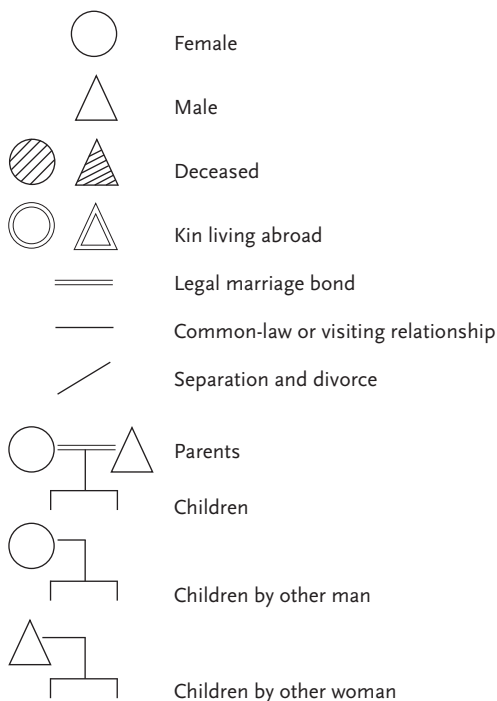 Female
Male
Deceased
Kin living abroad
Legal marriage bond
Common-law or visiting relationship
Separation and divorce
Parents
Children
Children by other man
Children by other woman